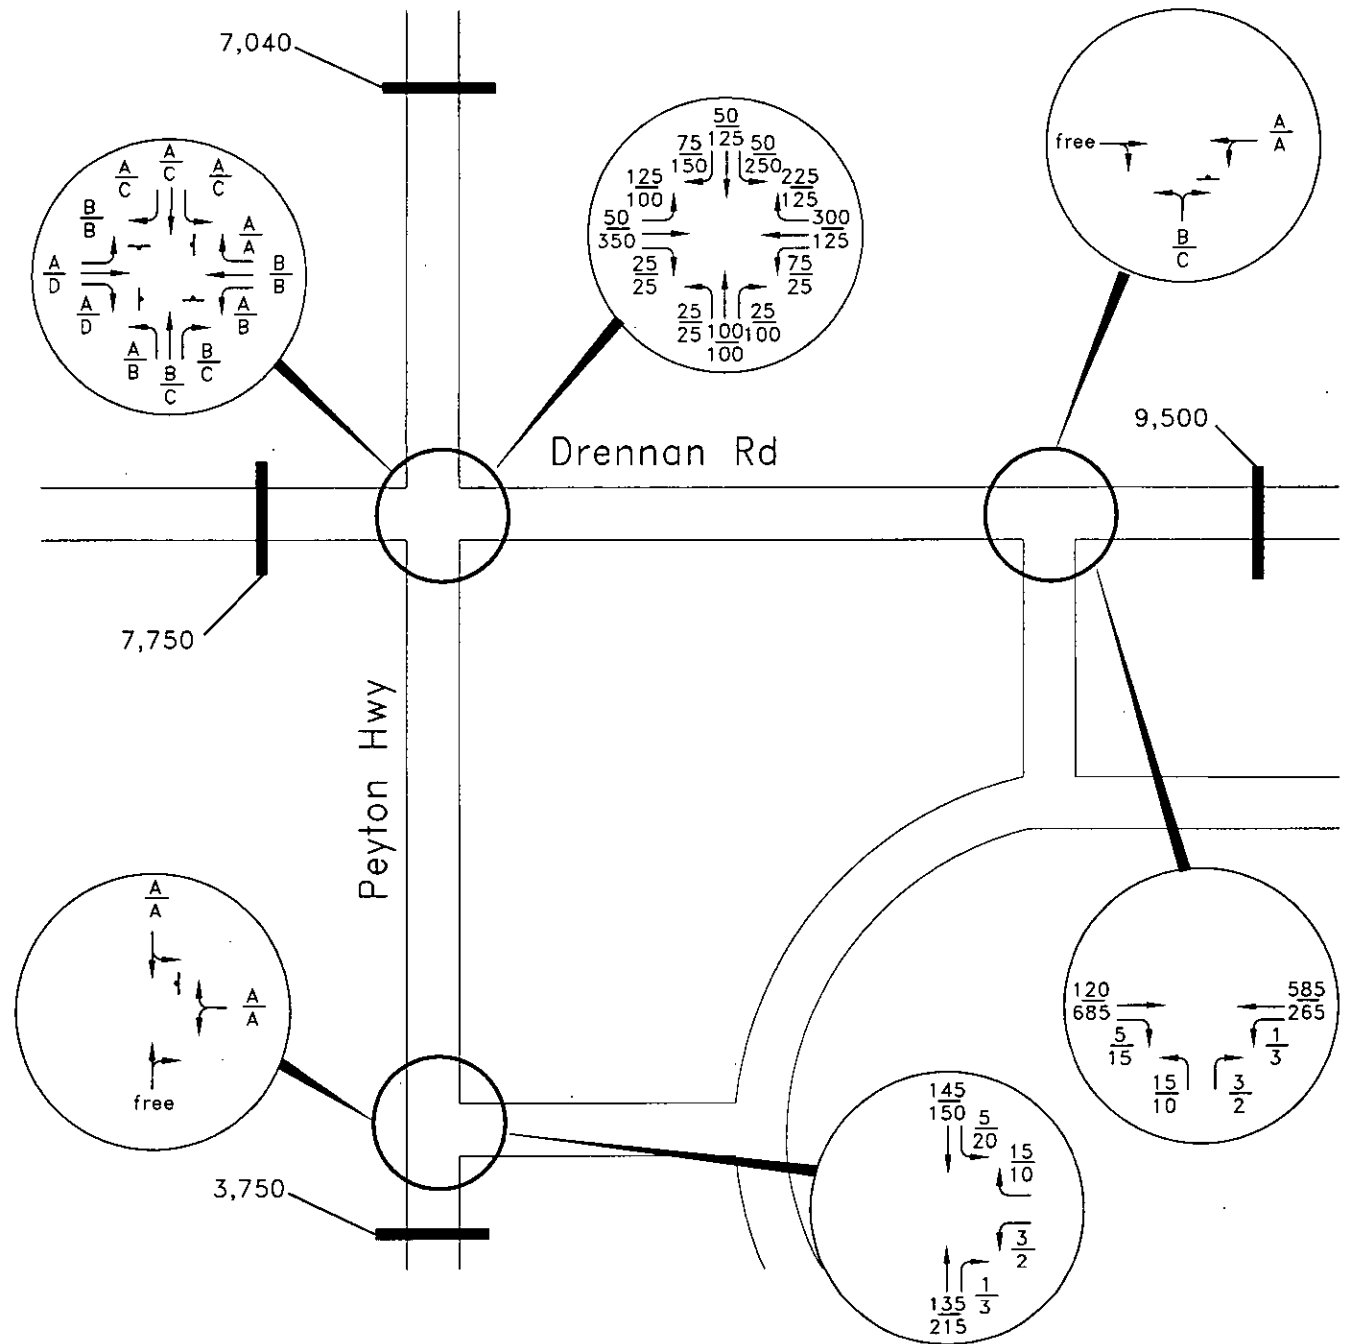 7,040
A/C
A/C
A/C
B/B
A/A
A/D
B/B
A/D
A/B
A/B
B/C
B/C
50/125
75/150
50/250
125/100
225/125
50/350
300/125
25/25
75/25
25/25
100/100
25/100
free
A/A
B/C
9,500
Drennan Rd
7,750
Peyton Hwy
A/A
A/A
free
120/685
585/265
5/15
1/3
15/10
3/2
145/150
5/20
15/10
3/2
1/3
135/215
3,750